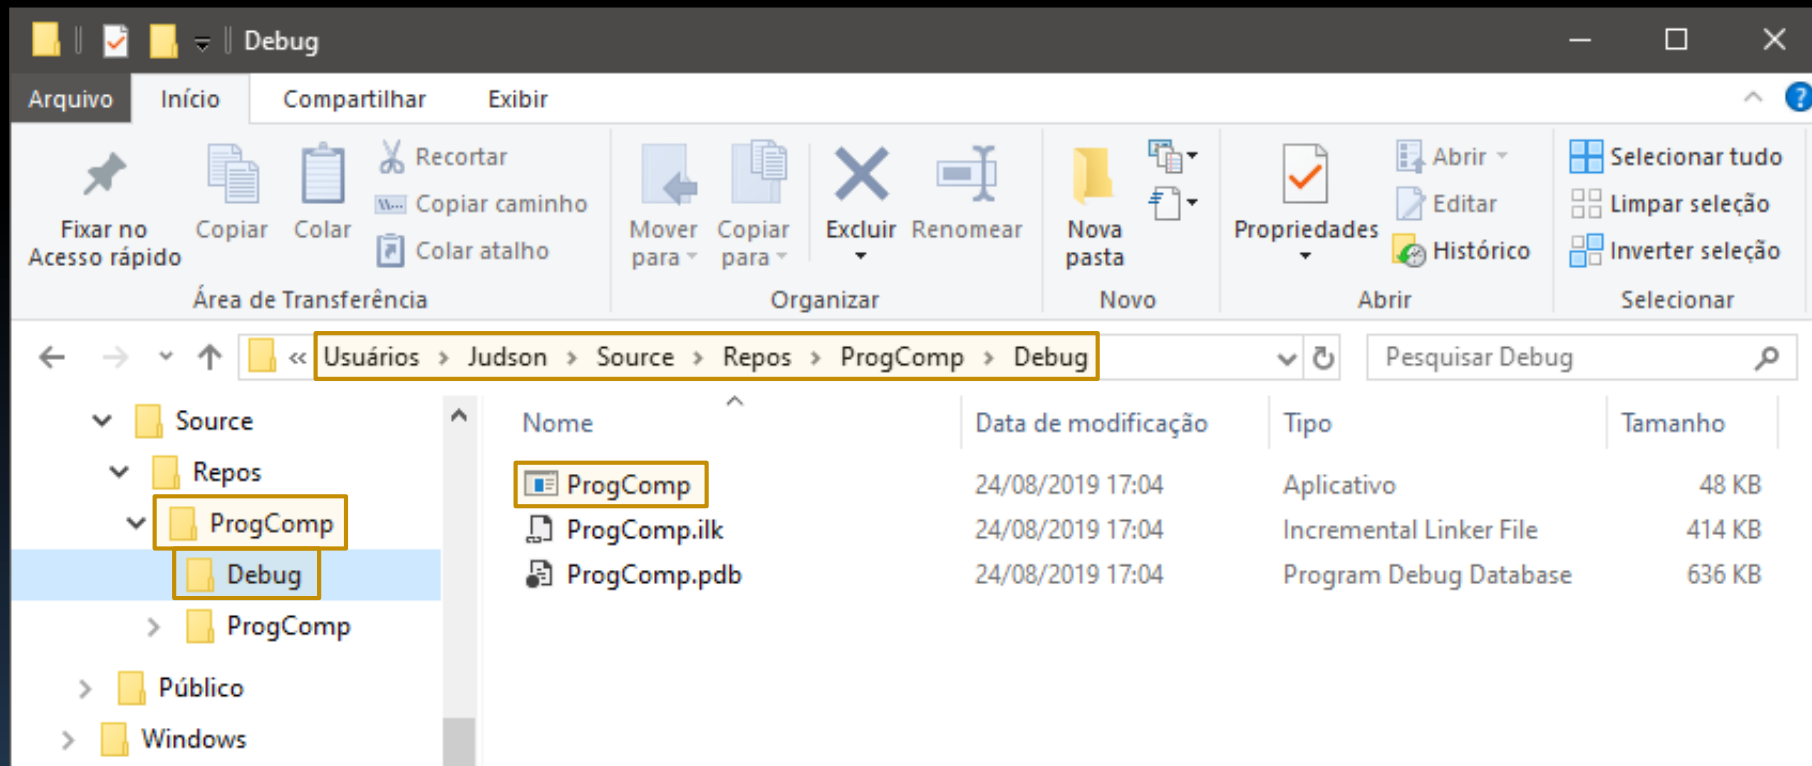 Debug
Arquivo Início Compartilhar Exibir
Fixar no
Acesso rápido
Copiar
Colar
Recortar
Copiar caminho
Colar atalho
Área de Transferência
Mover
para
Copiar
para
Excluir
Renomear
Organizar
Nova
pasta
Novo
Propriedades
Abrir
Editar
Histórico
Abrir
Selecionar tudo
Limpar seleção
Inverter seleção
Selecionar
« Usuários > Judson > Source > Repos > ProgComp > Debug
Pesquisar Debug
Source
Repos
ProgComp
Debug
ProgComp
Público
Windows
Nome Data de modificação Tipo Tamanho
ProgComp 24/08/2019 17:04 Aplicativo 48 KB
ProgComp.ilk 24/08/2019 17:04 Incremental Linker File 414 KB
ProgComp.pdb 24/08/2019 17:04 Program Debug Database 636 KB